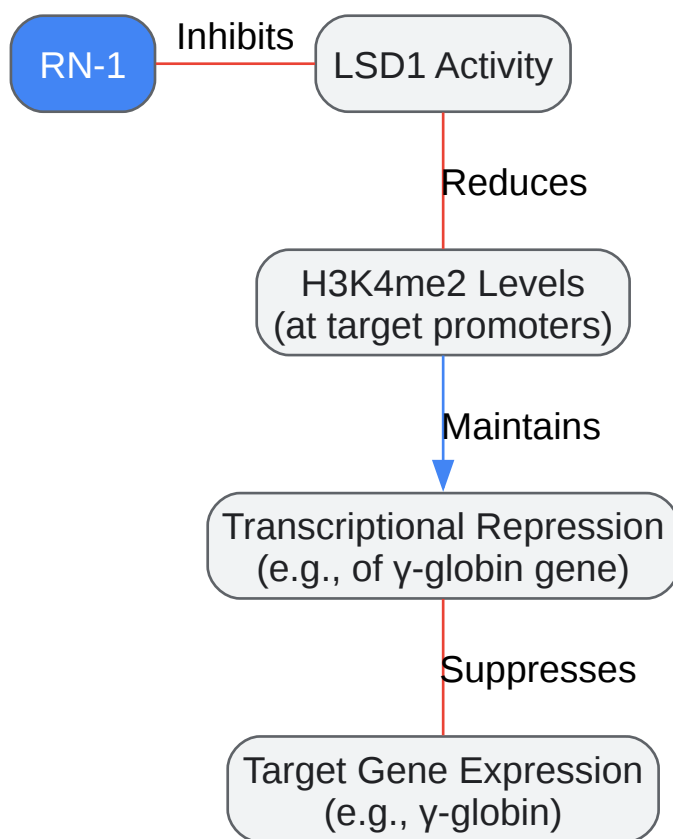 Inhibits
RN-1
LSD1 Activity
Reduces
H3K4me2 Levels
(at target promoters)
Maintains
Transcriptional Repression
(e.g., of γ-globin gene)
Suppresses
Target Gene Expression
(e.g., γ-globin)